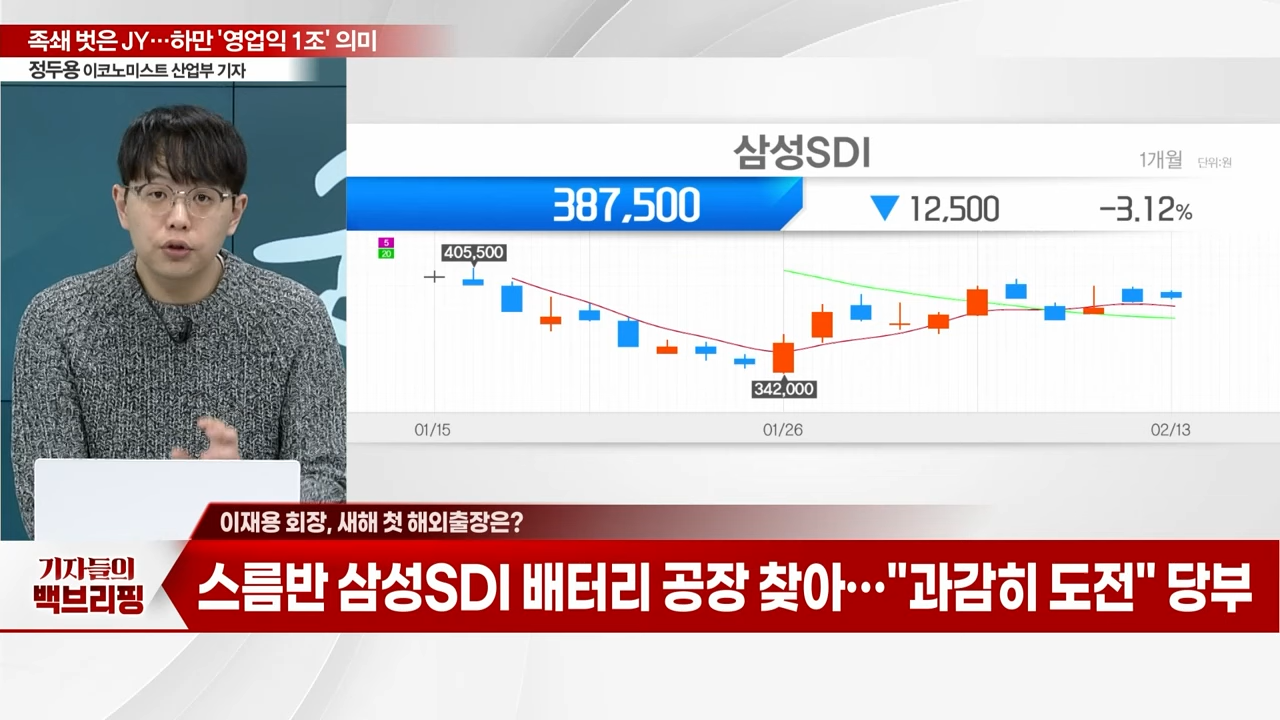 족쇄 벗은 JY…하만 '영업익 1조' 의미
정두용 이코노미스트 산업부 기자
삼성SDI
1개월 단위:원
387,500 ▼ 12,500 -3.12%
5
20
405,500
342,000
01/15 01/26 02/13
이재용 회장, 새해 첫 해외출장은?
기자들의
백브리핑
스름반 삼성SDI 배터리 공장 찾아…"과감히 도전" 당부